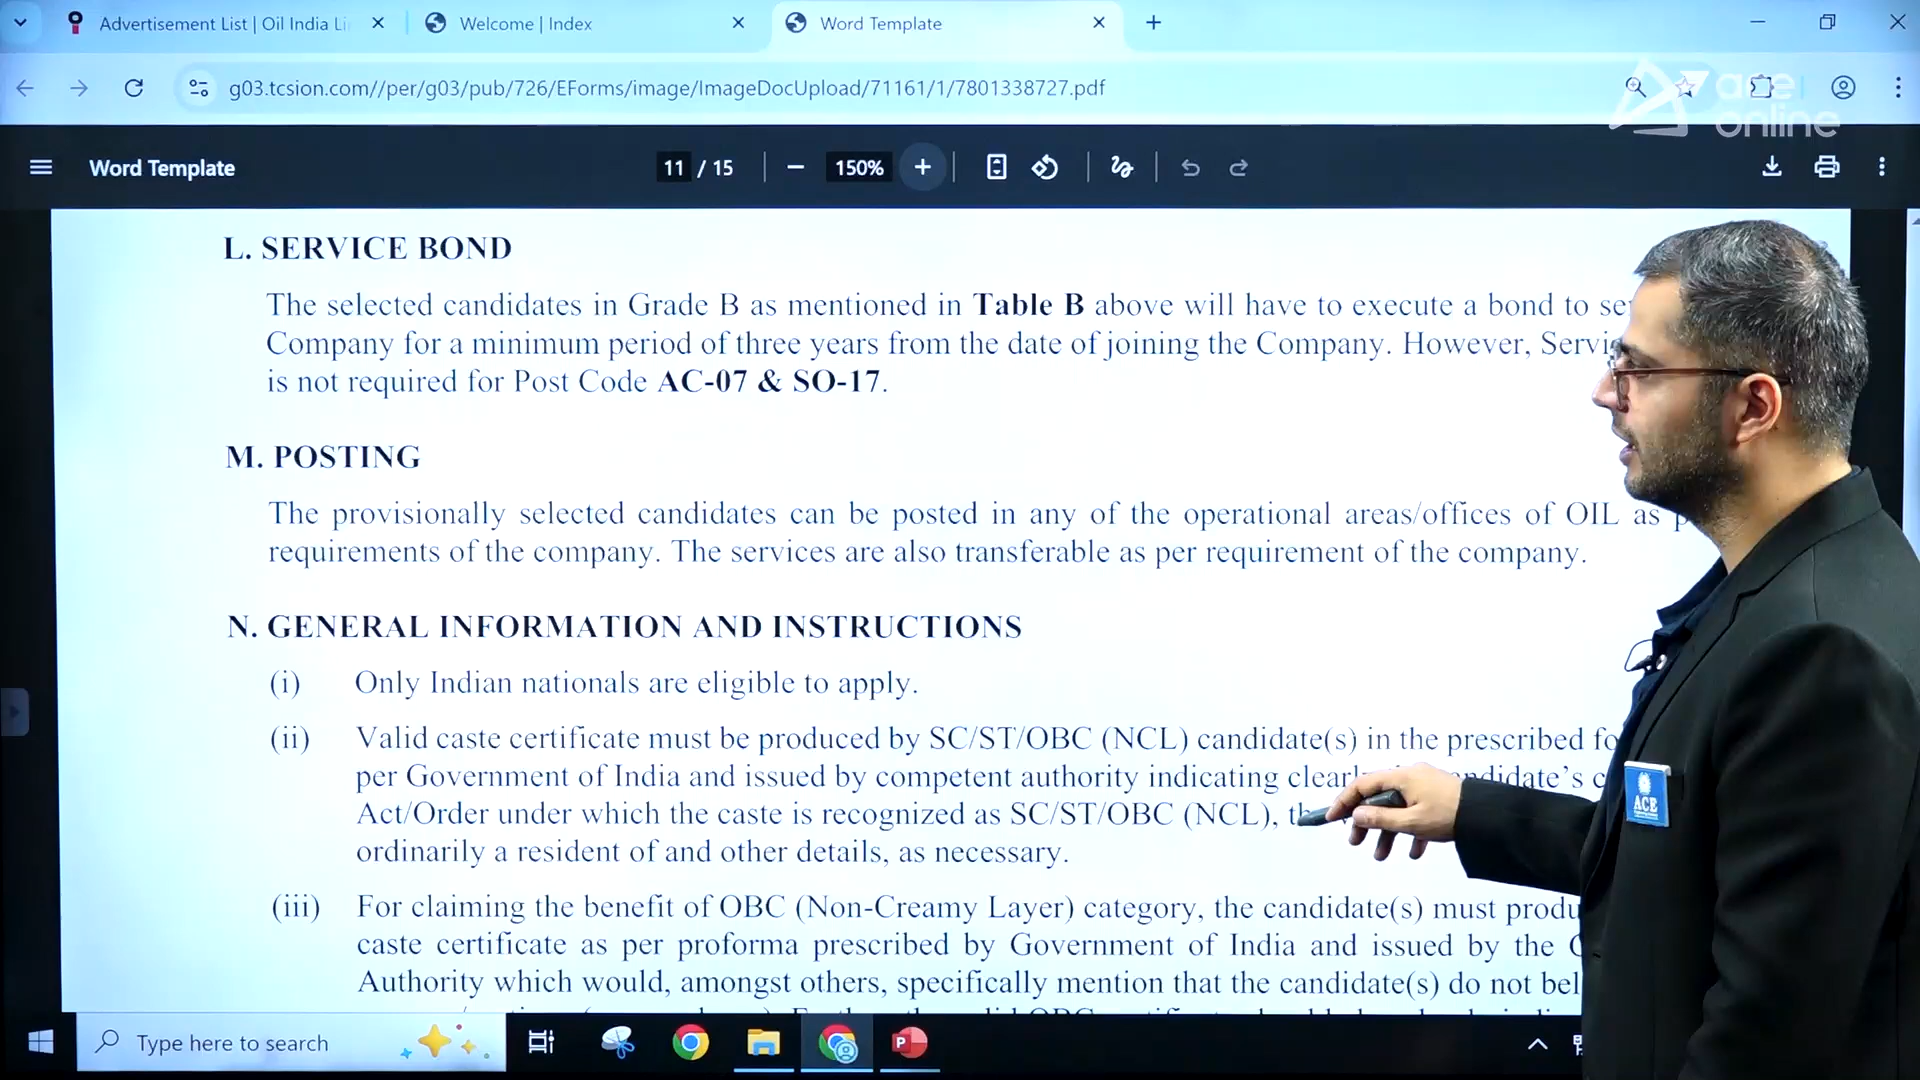 Advertisement List | Oil India Li
Welcome | Index
Word Template
g03.tcsion.com//per/g03/pub/726/EForms/image/ImageDocUpload/71161/1/7801338727.pdf
ace
online
Word Template
11 / 15
150%
L. SERVICE BOND
The selected candidates in Grade B as mentioned in Table B above will have to execute a bond to se
Company for a minimum period of three years from the date of joining the Company. However, Servic
is not required for Post Code AC-07 & SO-17.
M. POSTING
The provisionally selected candidates can be posted in any of the operational areas/offices of OIL as p
requirements of the company. The services are also transferable as per requirement of the company.
N. GENERAL INFORMATION AND INSTRUCTIONS
(i) Only Indian nationals are eligible to apply.
(ii) Valid caste certificate must be produced by SC/ST/OBC (NCL) candidate(s) in the prescribed fo
per Government of India and issued by competent authority indicating clearl candidate's c
Act/Order under which the caste is recognized as SC/ST/OBC (NCL), th
ordinarily a resident of and other details, as necessary.
(iii) For claiming the benefit of OBC (Non-Creamy Layer) category, the candidate(s) must produ
caste certificate as per proforma prescribed by Government of India and issued by the C
Authority which would, amongst others, specifically mention that the candidate(s) do not bel
ACE
Type here to search